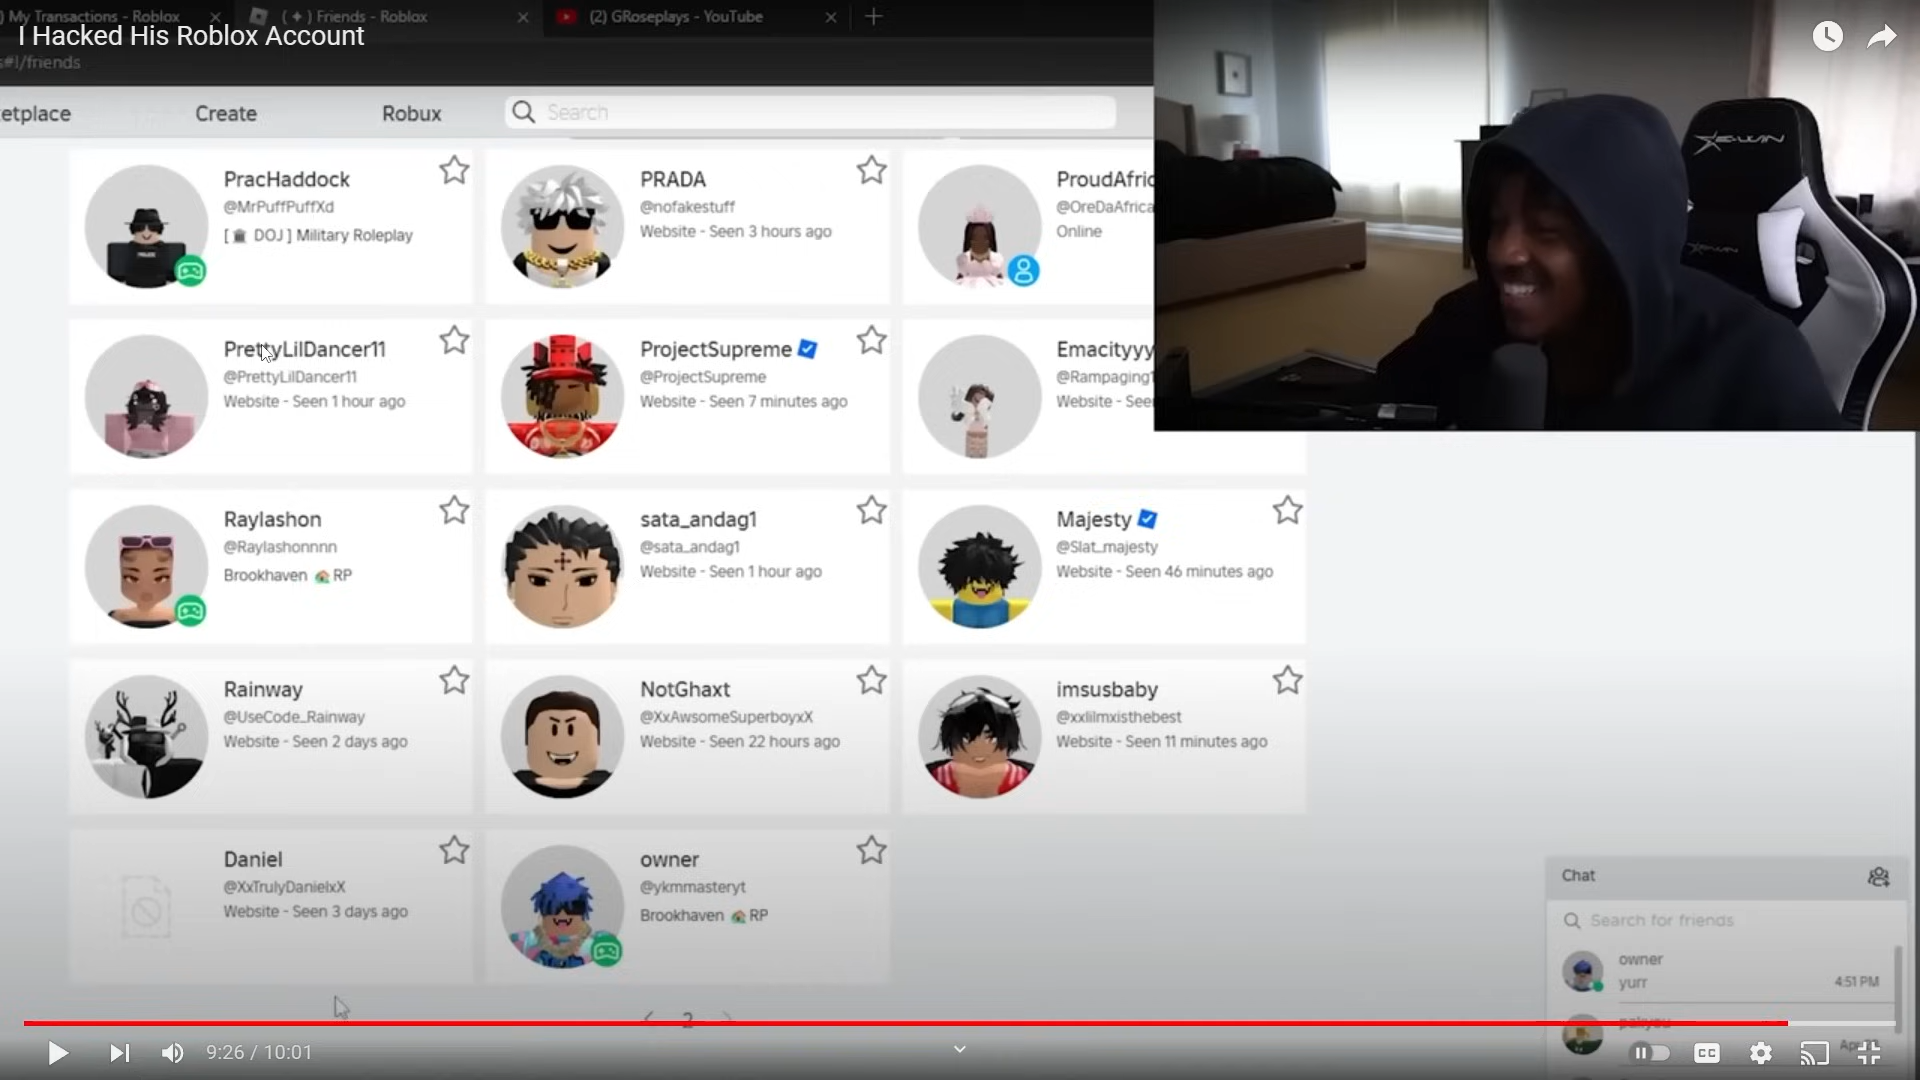 My Transactions - Roblox
( ✦ ) Friends - Roblox
(2) GRoseplays - YouTube
I Hacked His Roblox Account
s#!/friends
etplace
Create
Robux
Search
PracHaddock
@MrPuffPuffXd
[ 🏛 DOJ ] Military Roleplay
PRADA
@nofakestuff
Website - Seen 3 hours ago
ProudAfric
@OreDaAfrica
Online
PrettyLilDancer11
@PrettyLilDancer11
Website - Seen 1 hour ago
ProjectSupreme
@ProjectSupreme
Website - Seen 7 minutes ago
Emacityyy
@Rampaging1
Website - See
Raylashon
@Raylashonnnn
Brookhaven 🏠RP
sata_andag1
@sata_andag1
Website - Seen 1 hour ago
Majesty
@Slat_majesty
Website - Seen 46 minutes ago
Rainway
@UseCode_Rainway
Website - Seen 2 days ago
NotGhaxt
@XxAwsomeSuperboyxX
Website - Seen 22 hours ago
imsusbaby
@xxlilmxisthebest
Website - Seen 11 minutes ago
Daniel
@XxTrulyDanielxX
Website - Seen 3 days ago
owner
@ykmmasteryt
Brookhaven 🏠RP
2
Chat
Search for friends
owner
yurr
4:51 PM
9:26 / 10:01
CC